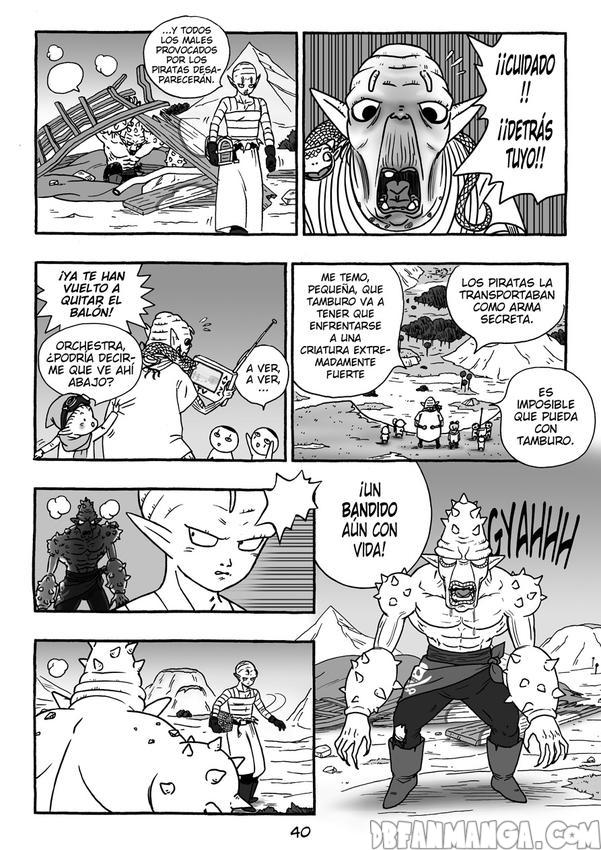 ...Y TODOS
LOS MALES
PROVOCADOS
POR LOS
PIRATAS DESA-
PARECERÁN.
¡¡CUIDADO
!!
¡¡DETRÁS
TUYO!!
¡YA TE HAN
VUELTO A
QUITAR EL
BALÓN!
ORCHESTRA,
¿PODRÍA DECIR-
ME QUE VE AHÍ
ABAJO?
A VER,
A VER,
...
ME TEMO,
PEQUEÑA, QUE
TAMBURO VA A
TENER QUE
ENFRENTARSE
A UNA
CRIATURA EXTRE-
MADAMENTE
FUERTE
LOS PIRATAS LA
TRANSPORTABAN
COMO ARMA
SECRETA.
ES
IMPOSIBLE
QUE PUEDA
CON
TAMBURO.
¡UN
BANDIDO
AÚN CON
VIDA!
GYAHHH
40
DBFANMANGA.COM